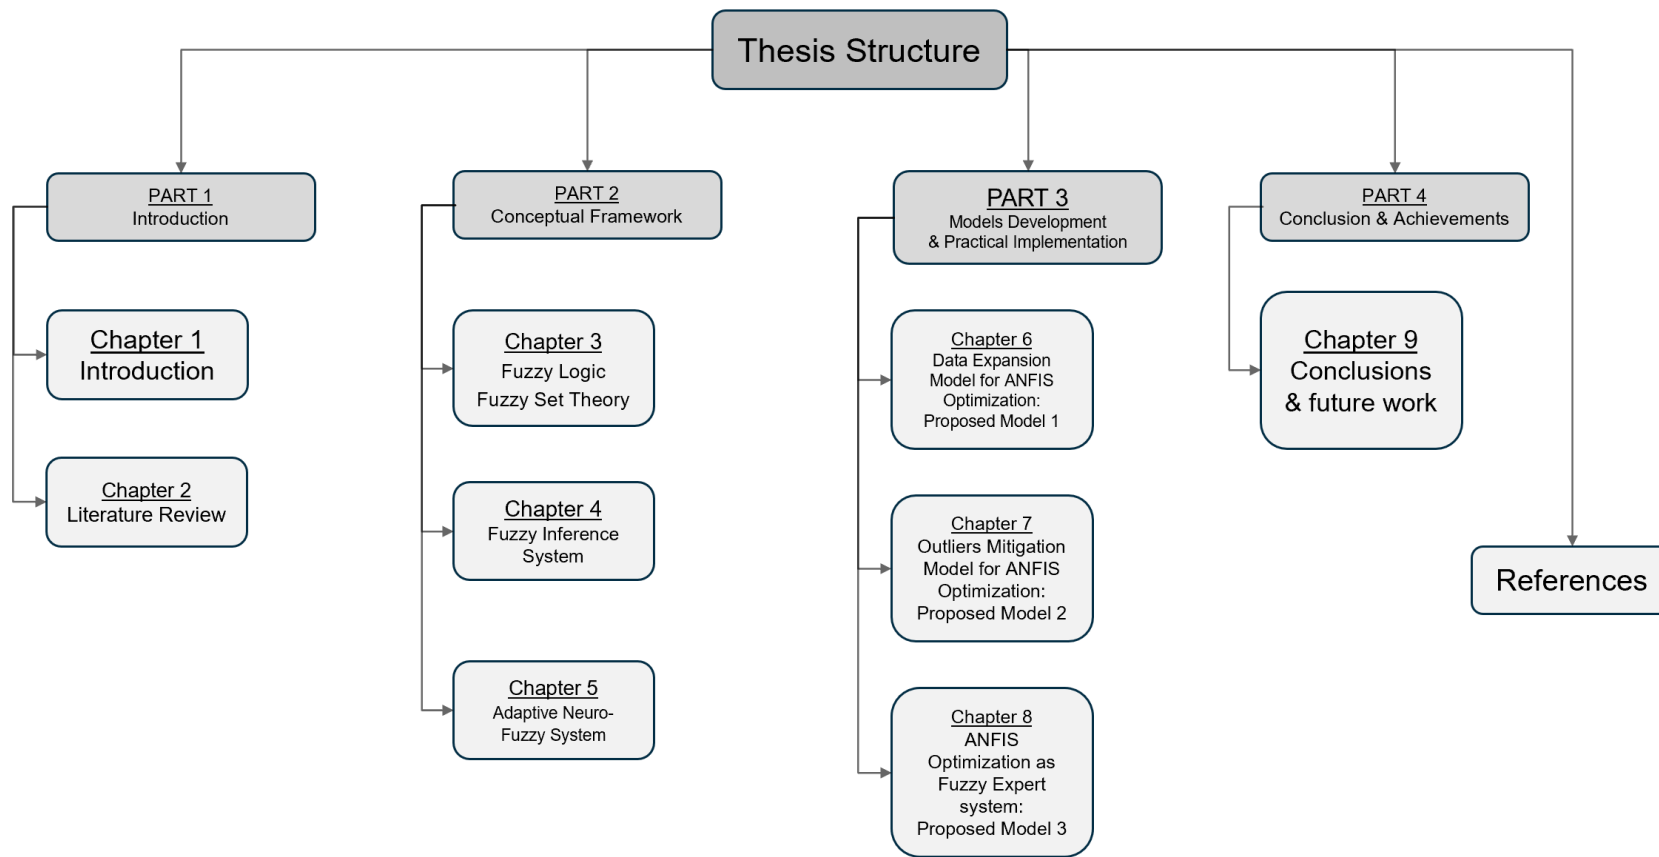 Thesis Structure
PART 1
Introduction
Chapter 1
Introduction
Chapter 2
Literature Review
PART 2
Conceptual Framework
Chapter 3
Fuzzy Logic
Fuzzy Set Theory
Chapter 4
Fuzzy Inference
System
Chapter 5
Adaptive Neuro-
Fuzzy System
PART 3
Models Development
& Practical Implementation
Chapter 6
Data Expansion
Model for ANFIS
Optimization:
Proposed Model 1
Chapter 7
Outliers Mitigation
Model for ANFIS
Optimization:
Proposed Model 2
Chapter 8
ANFIS
Optimization as
Fuzzy Expert
system:
Proposed Model 3
PART 4
Conclusion & Achievements
Chapter 9
Conclusions
& future work
References